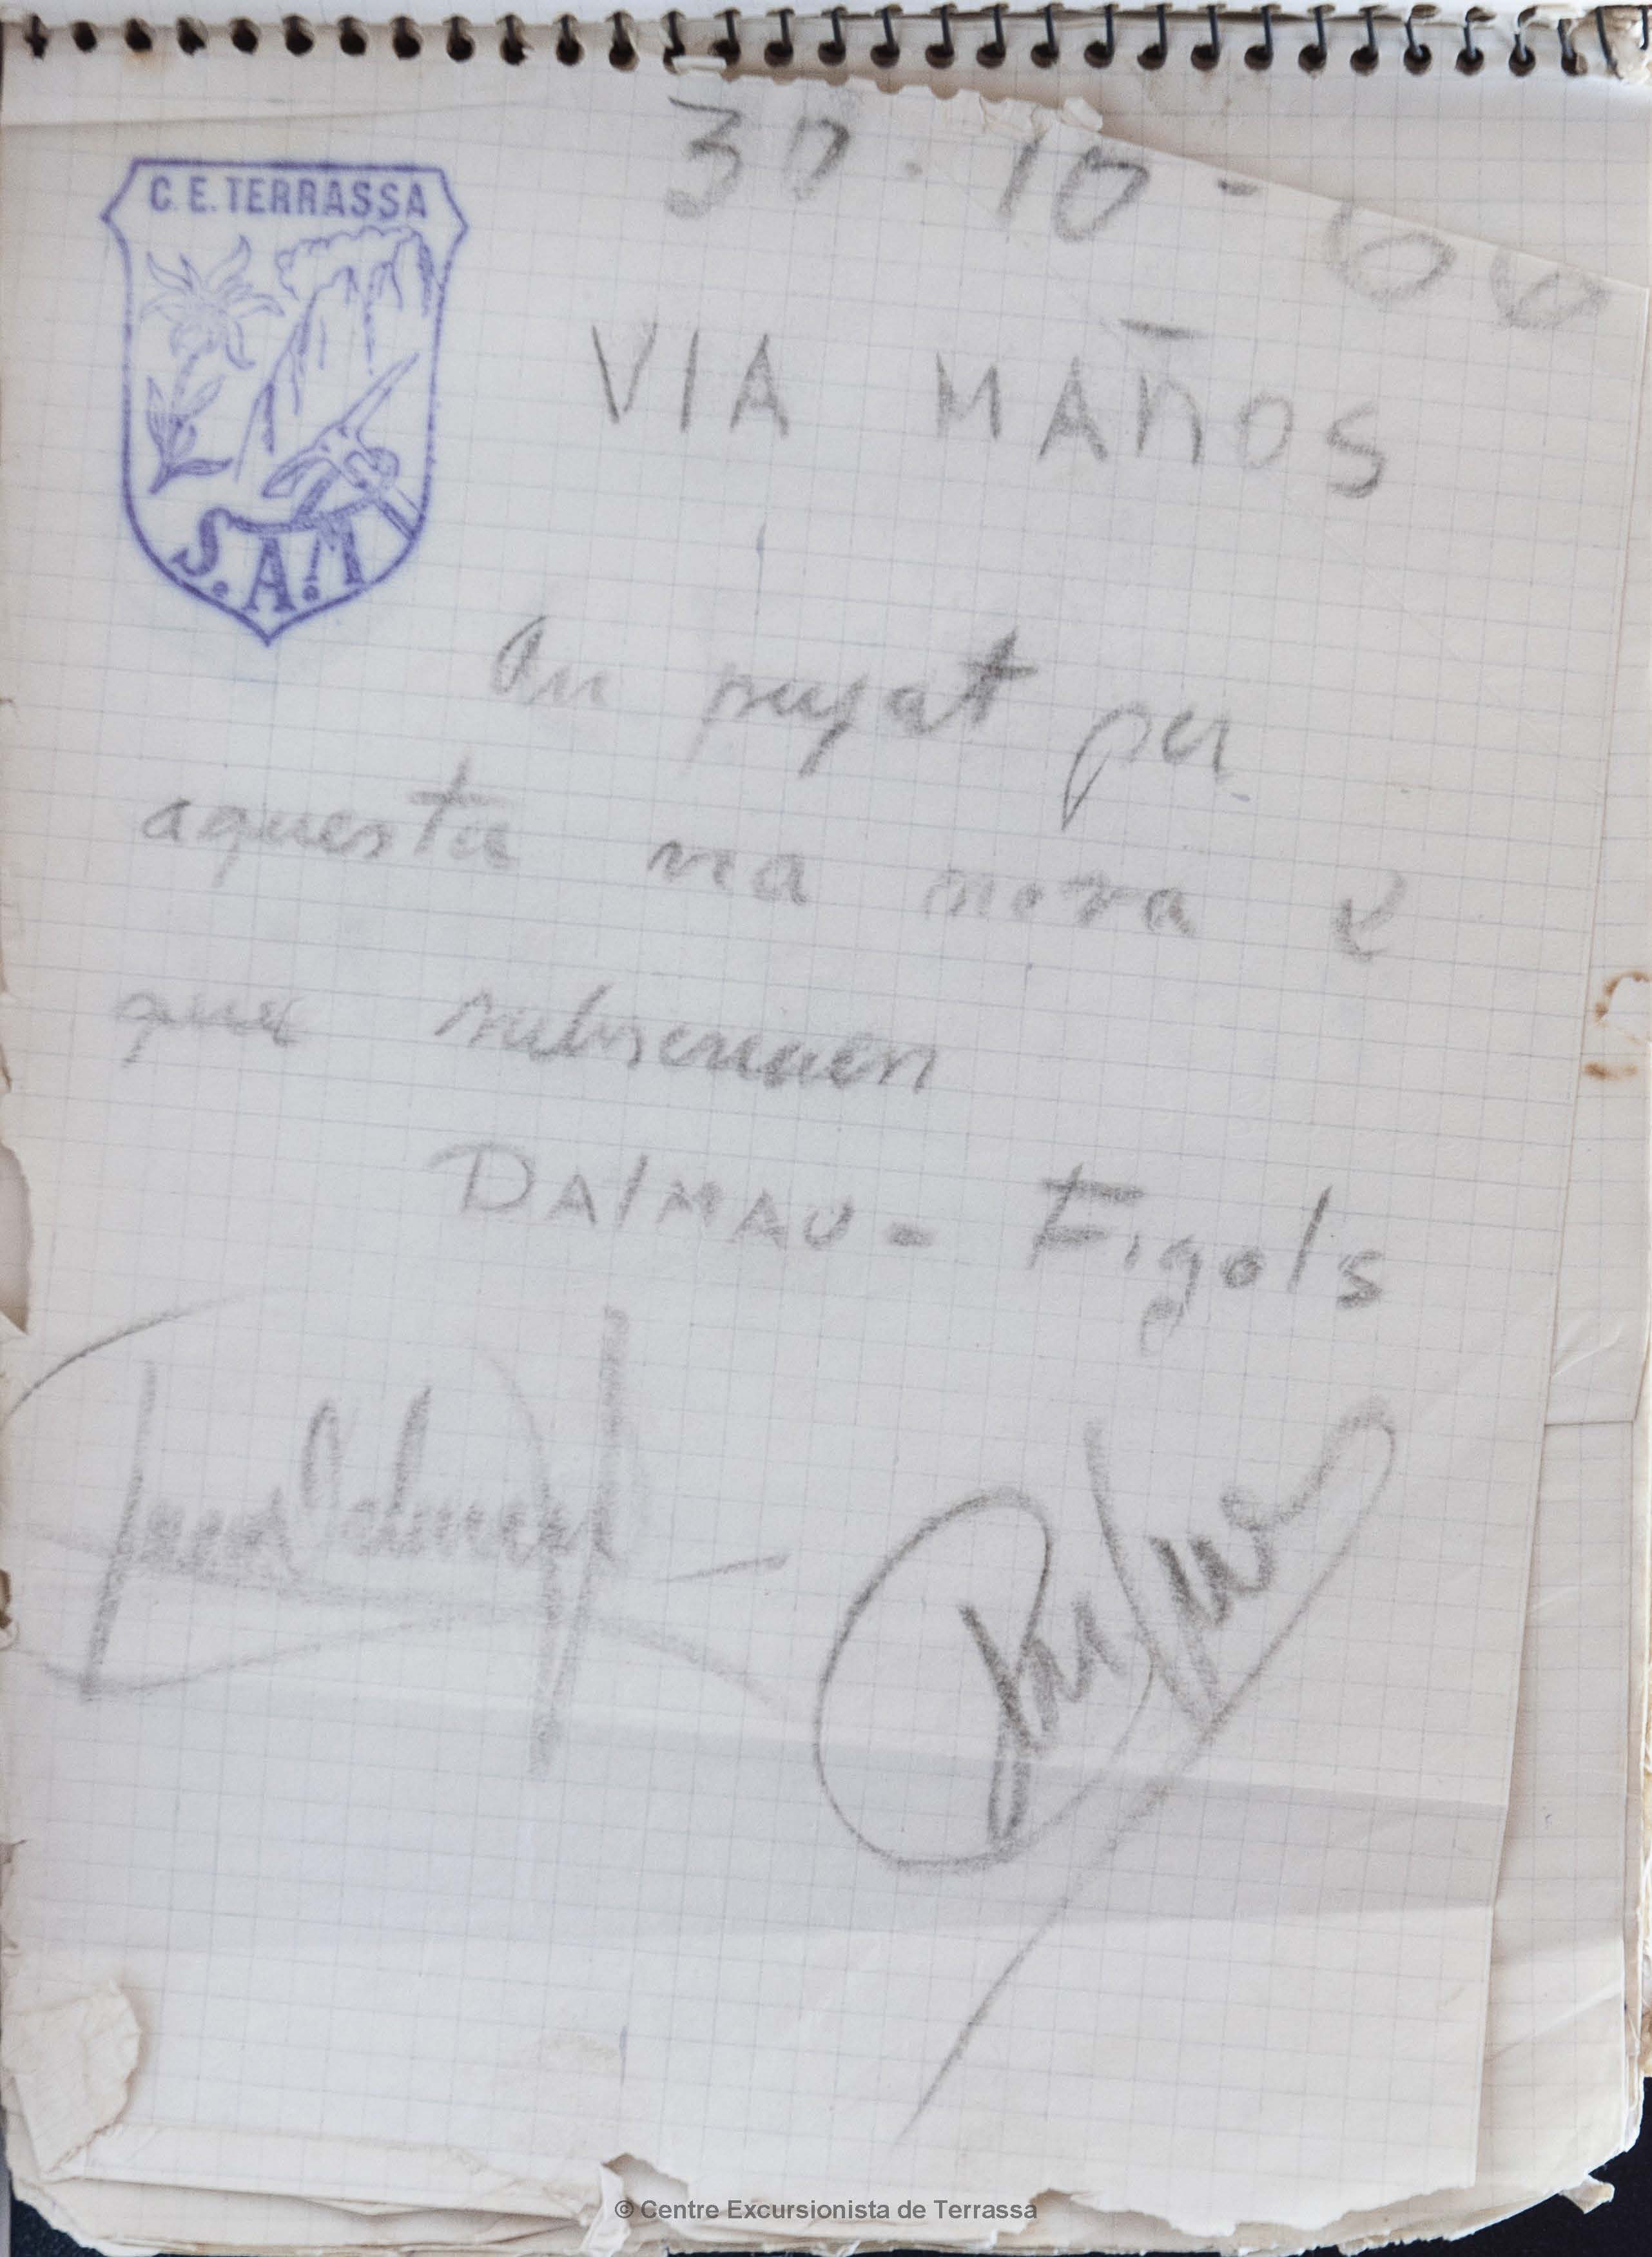 30 · 10 - 60
C. E. TERRASSA
S. A. M
VIA MAÑOS
An pujat per
aquesta via nova
que subscriuen
DAlMAU - Figols
© Centre Excursionista de Terrassa